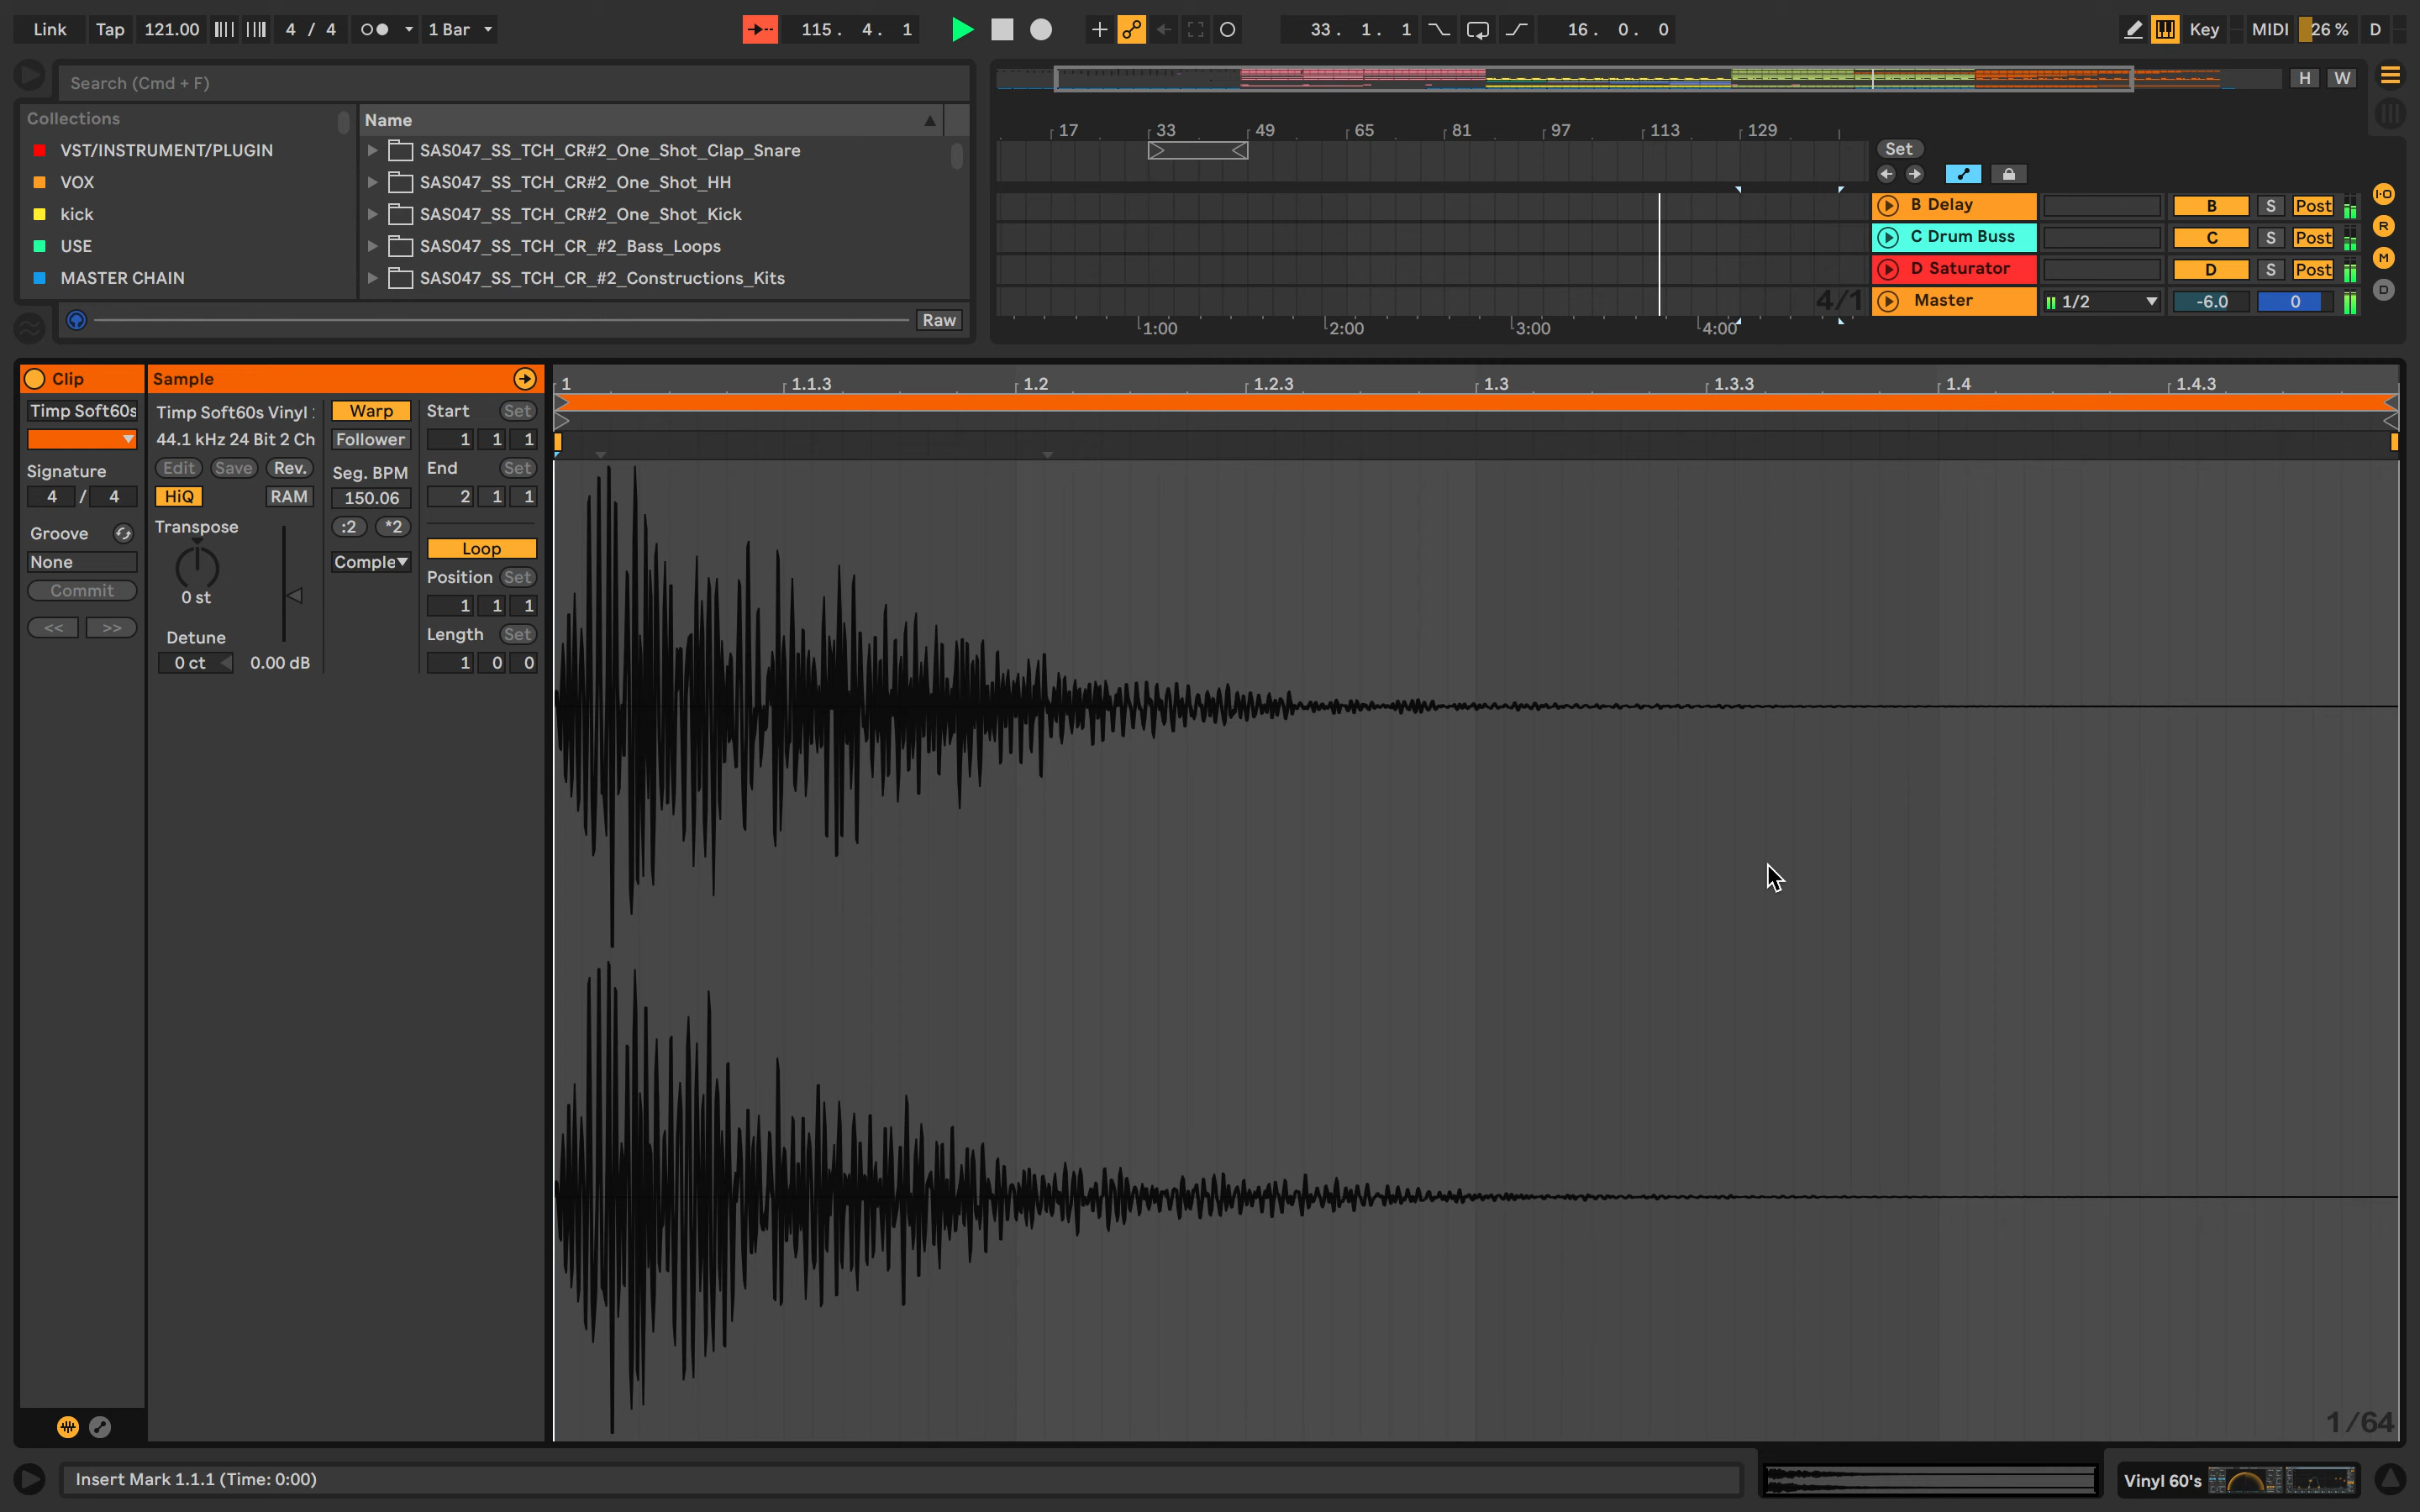 Link Tap 121.00 4 / 4 1 Bar 115. 4. 1 33. 1. 1 16. 0. 0 Key MIDI 26 % D
Search (Cmd + F)
H W
Collections
VST/INSTRUMENT/PLUGIN
VOX
kick
USE
MASTER CHAIN
Name
SAS047_SS_TCH_CR#2_One_Shot_Clap_Snare
SAS047_SS_TCH_CR#2_One_Shot_HH
SAS047_SS_TCH_CR#2_One_Shot_Kick
SAS047_SS_TCH_CR_#2_Bass_Loops
SAS047_SS_TCH_CR_#2_Constructions_Kits
Raw
17 33 49 65 81 97 113 129
Set
B Delay B S Post
C Drum Buss C S Post
D Saturator D S Post
4/1 Master 1/2 -6.0 0
1:00 2:00 3:00 4:00
I·O
R
M
D
Clip
Timp Soft60s
Signature
4 / 4
Groove
None
Commit
<< >>
Sample
Timp Soft60s Vinyl
44.1 kHz 24 Bit 2 Ch
Edit Save Rev.
HiQ RAM
Transpose
0 st
Detune
0 ct 0.00 dB
Warp
Follower
Seg. BPM
150.06
:2 *2
Comple
Start Set
1 1 1
End Set
2 1 1
Loop
Position Set
1 1 1
Length Set
1 0 0
1 1.1.3 1.2 1.2.3 1.3 1.3.3 1.4 1.4.3
1/64
Insert Mark 1.1.1 (Time: 0:00)
Vinyl 60's